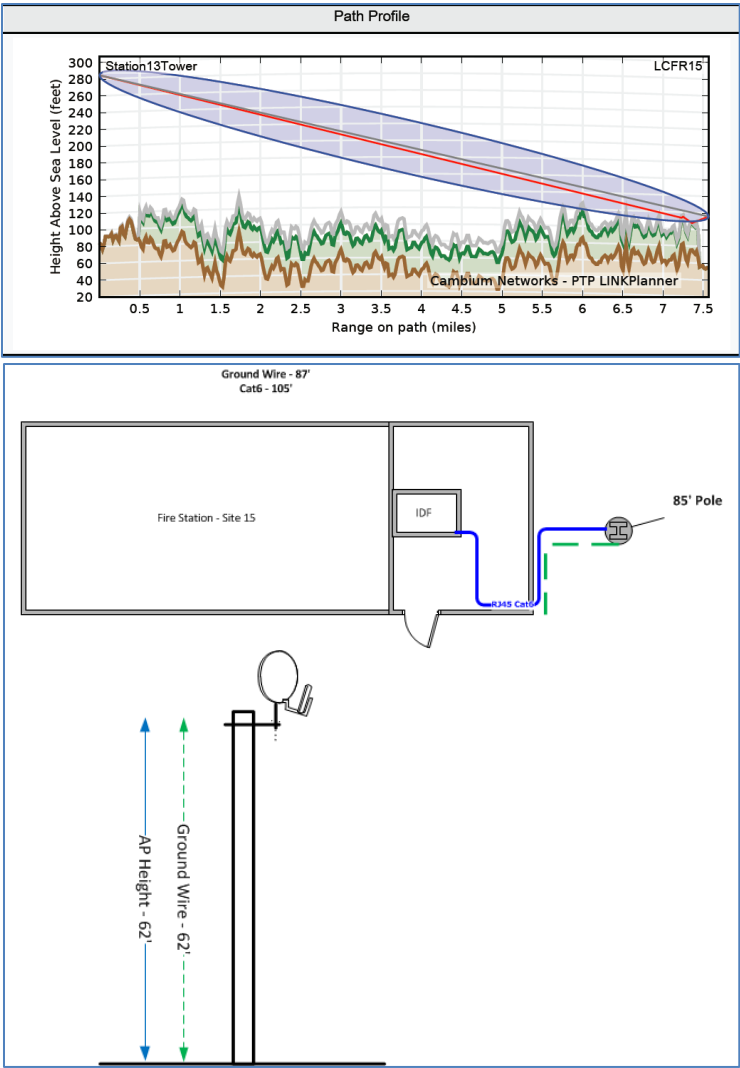 Path Profile
Station13Tower
LCFR15
Height Above Sea Level (feet)
300
280
260
240
220
200
180
160
140
120
100
80
60
40
20
Cambium Networks - PTP LINKPlanner
0.5 1 1.5 2 2.5 3 3.5 4 4.5 5 5.5 6 6.5 7 7.5
Range on path (miles)
Ground Wire - 87'
Cat6 - 105'
Fire Station - Site 15
IDF
85' Pole
RJ45 Cat6
AP Height - 62'
Ground Wire - 62'